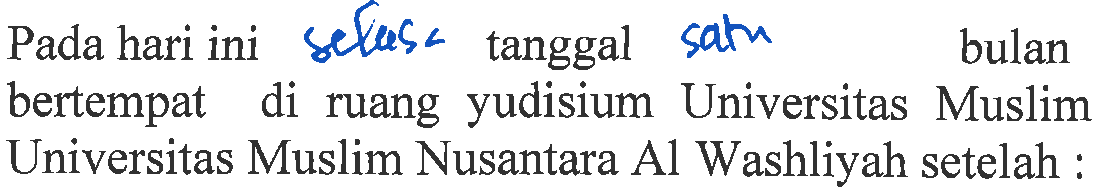 Pada hari ini selasa tanggal satu bulan
bertempat di ruang yudisium Universitas Muslim
Universitas Muslim Nusantara Al Washliyah setelah :